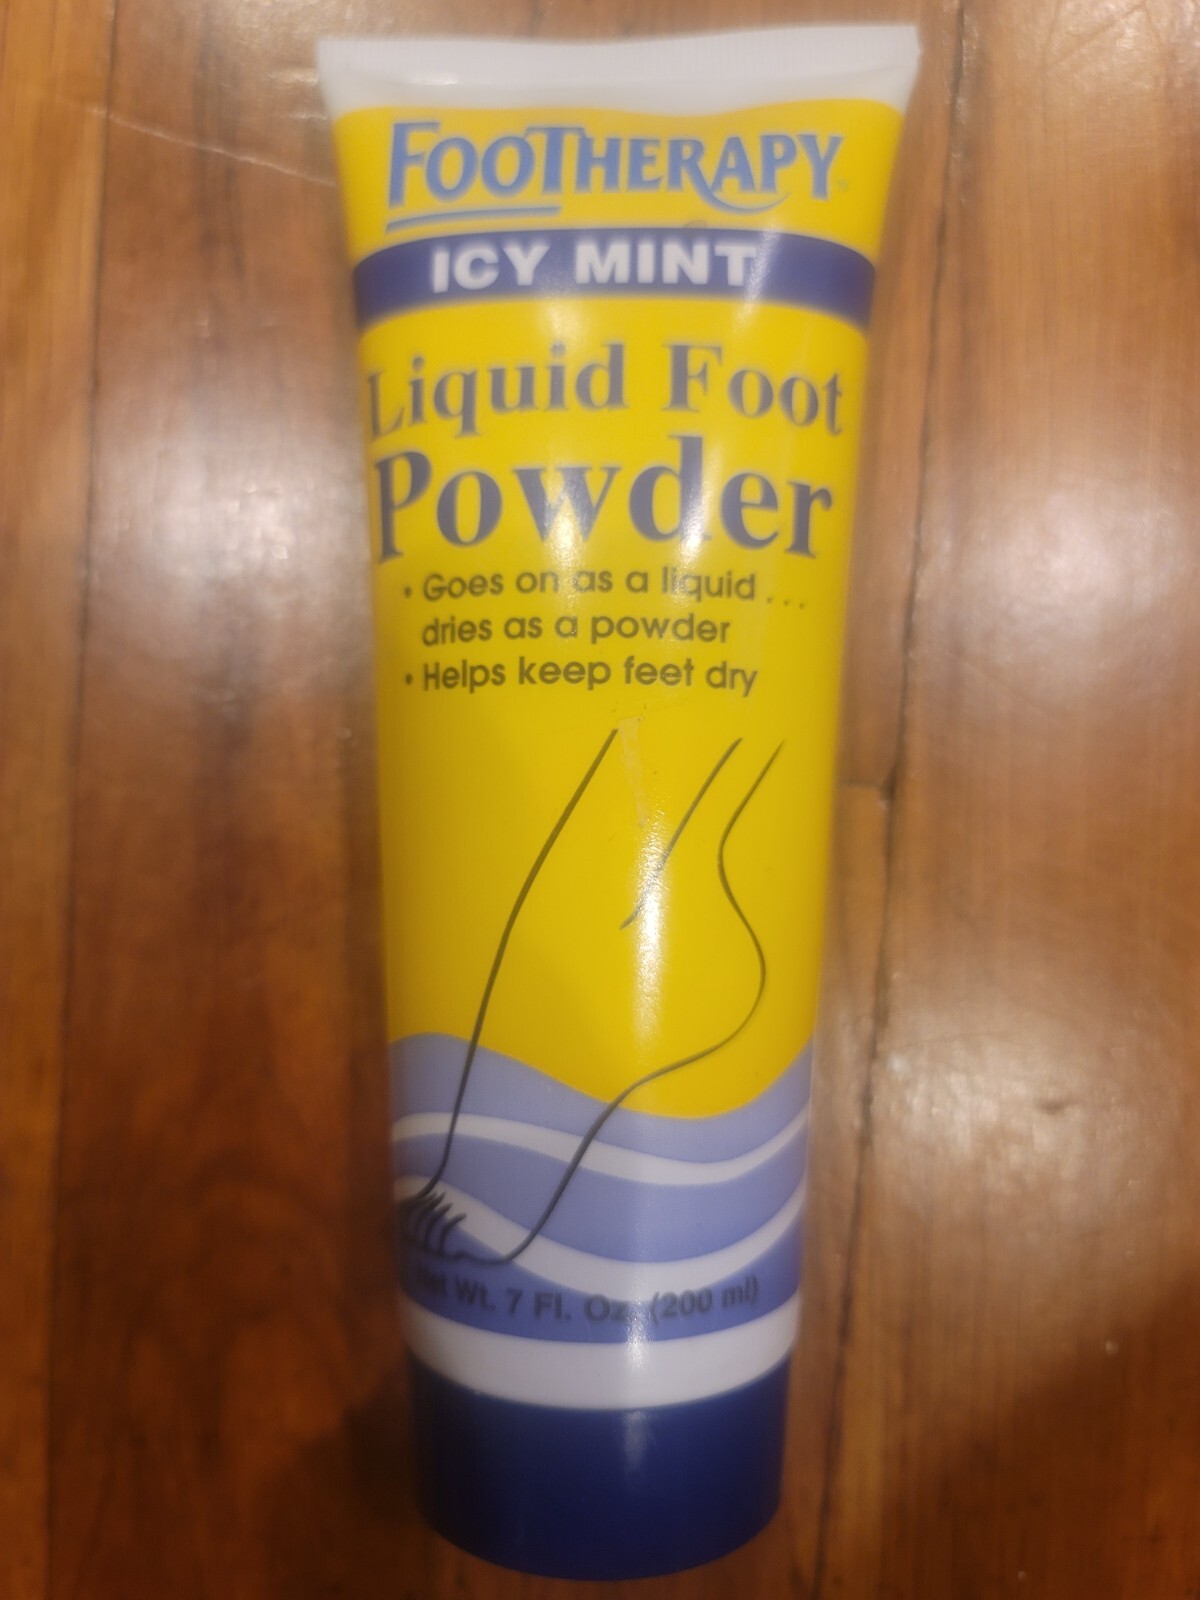 FOOTHERAPY
ICY MINT
Liquid Foot
Powder
• Goes on as a liquid...
dries as a powder
• Helps keep feet dry
Net Wt. 7 Fl. Oz. (200 ml)